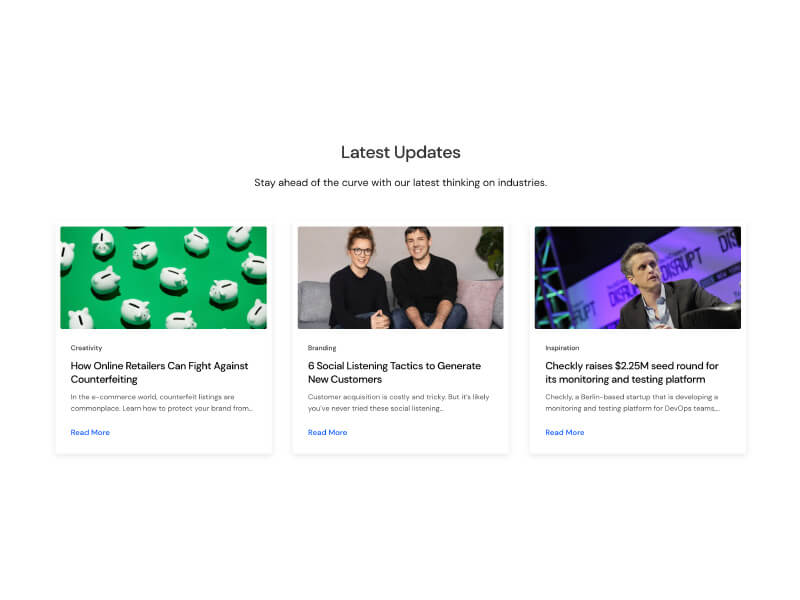 Latest Updates
Stay ahead of the curve with our latest thinking on industries.
Creativity
How Online Retailers Can Fight Against
Counterfeiting
In the e-commerce world, counterfeit listings are
commonplace. Learn how to protect your brand from...
Read More
Branding
6 Social Listening Tactics to Generate
New Customers
Customer acquisition is costly and tricky. But it's likely
you've never tried these social listening...
Read More
DISRUPT
DISRUPT
DIS
Inspiration
Checkly raises $2.25M seed round for
its monitoring and testing platform
Checkly, a Berlin-based startup that is developing a
monitoring and testing platform for DevOps teams,...
Read More